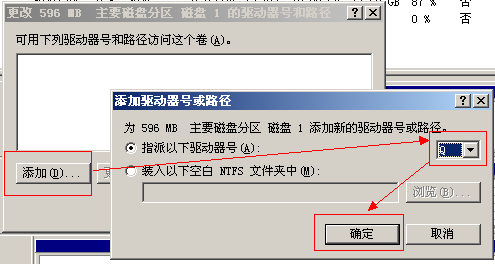 GB 87 % 否
0 % 否
更改 596 MB 主要磁盘分区 磁盘 1 的驱动器号和路径
可用下列驱动器号和路径访问这个卷(A)。
添加(D)...
添加驱动器号或路径
为 596 MB 主要磁盘分区 磁盘 1 添加新的驱动器号或路径。
指派以下驱动器号(A):
Q
装入以下空白 NTFS 文件夹中(M):
浏览(B)...
确定
取消